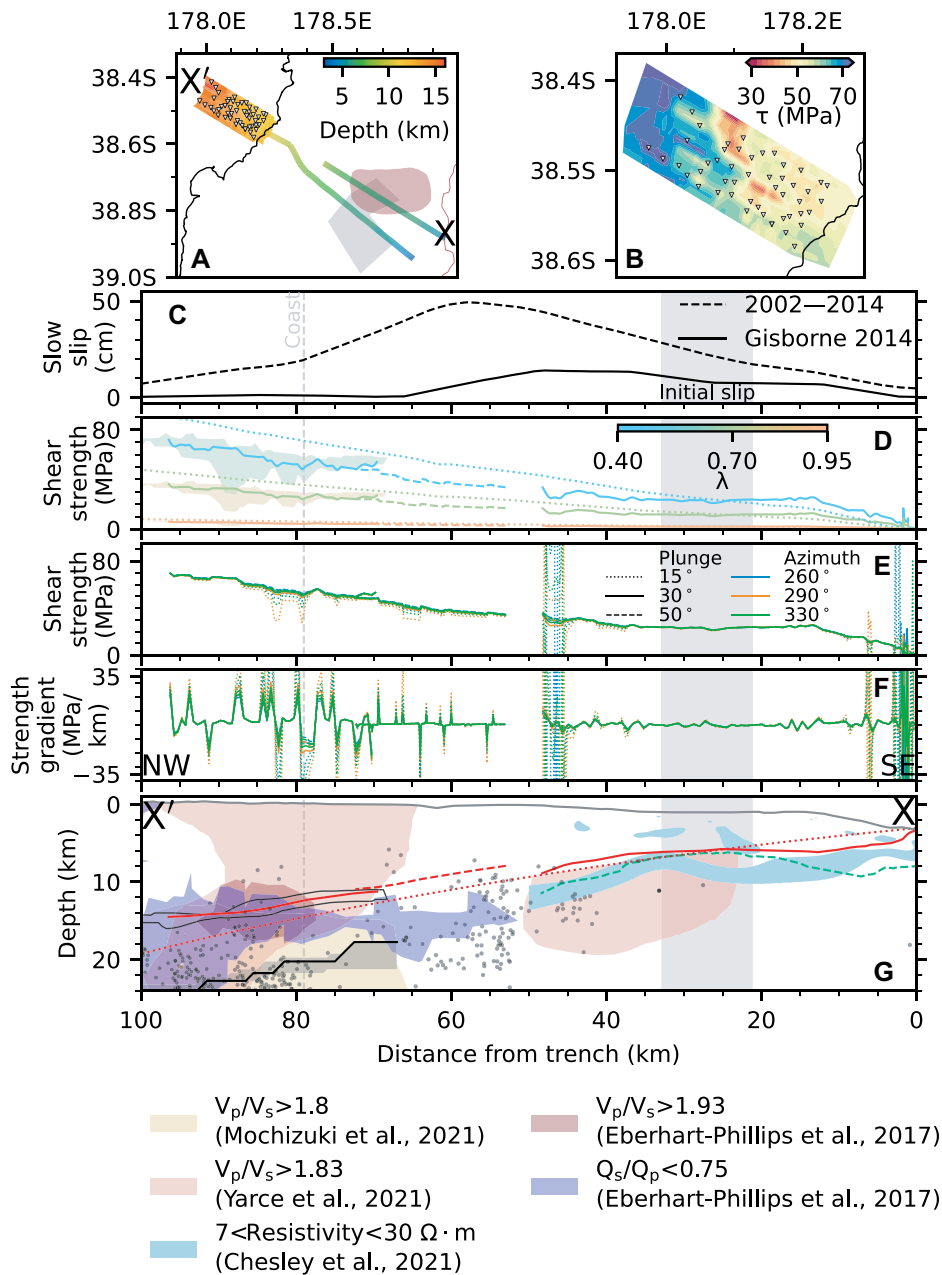 178.0E 178.5E
178.0E 178.2E
38.4S
38.6S
38.8S
39.0S
X′
5 10 15
Depth (km)
X
A
38.4S
38.5S
38.6S
30 50 70
τ (MPa)
B
Slow
slip
(cm)
50
0
C
Coast
2002—2014
Gisborne 2014
Initial slip
Shear
strength
(MPa)
80
0
D
0.40 0.70 0.95
λ
Shear
strength
(MPa)
80
0
E
Plunge Azimuth
15° 260°
30° 290°
50° 330°
Strength
gradient
(MPa/
km)
35
−35
F
NW SE
Depth
(km)
0
10
20
X′ X
G
100 80 60 40 20 0
Distance from trench (km)
Vp/Vs>1.8
(Mochizuki et al., 2021)
Vp/Vs>1.83
(Yarce et al., 2021)
7<Resistivity<30 Ω · m
(Chesley et al., 2021)
Vp/Vs>1.93
(Eberhart-Phillips et al., 2017)
Qs/Qp<0.75
(Eberhart-Phillips et al., 2017)